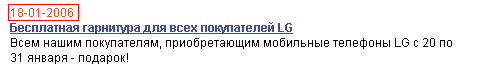 18-01-2006
Бесплатная гарнитура для всех покупателей LG
Всем нашим покупателям, приобретающим мобильные телефоны LG с 20 по
31 января - подарок!